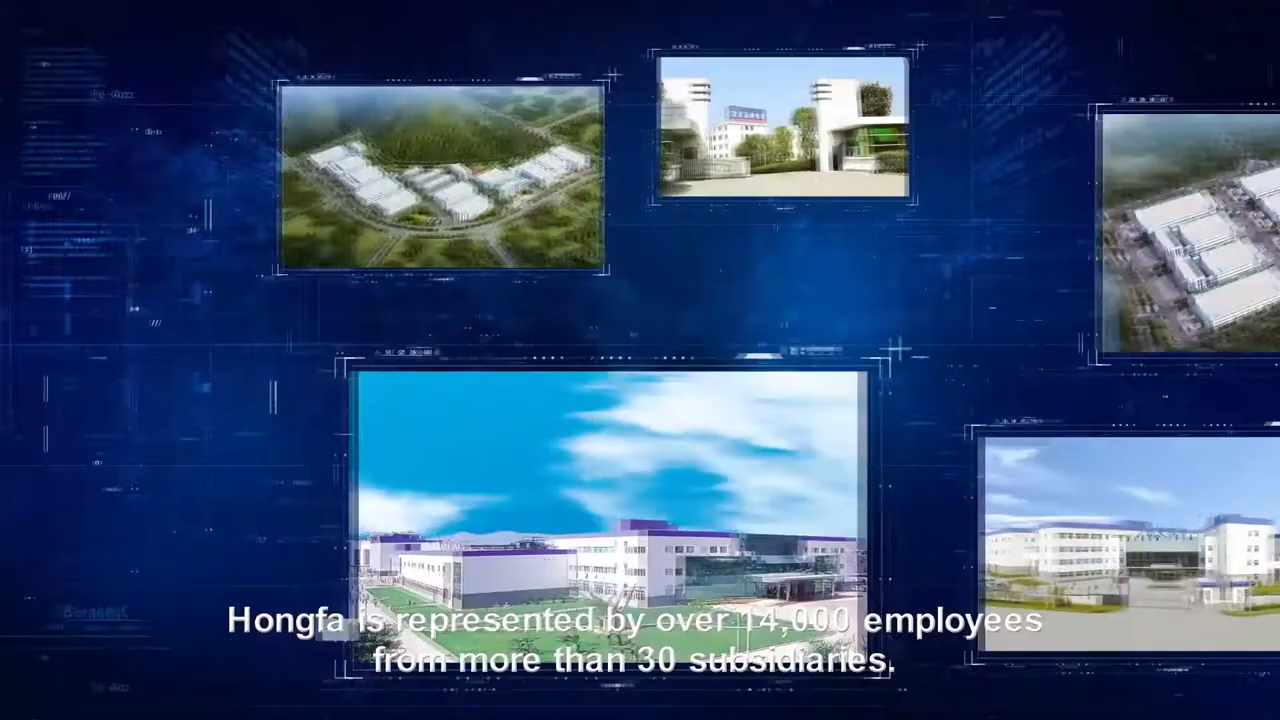 Hongfa is represented by over 14,000 employees
from more than 30 subsidiaries.